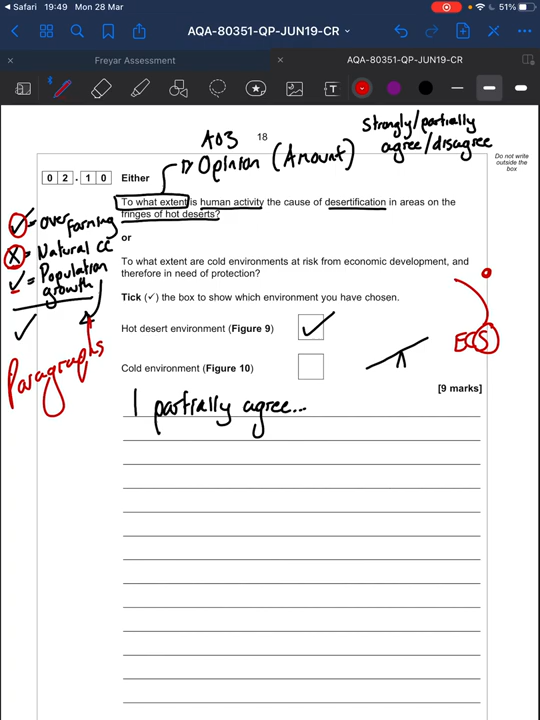 Safari 19:49 Mon 28 Mar 51%
AQA-80351-QP-JUN19-CR
Freyar Assessment
AQA-80351-QP-JUN19-CR
18
AO3
Opinion (Amount)
Strongly/partially
agree/disagree
Do not write
outside the
box
0 2 . 1 0 Either
To what extent is human activity the cause of desertification in areas on the
fringes of hot deserts?
or
To what extent are cold environments at risk from economic development, and
therefore in need of protection?
Tick (✓) the box to show which environment you have chosen.
Hot desert environment (Figure 9)
Cold environment (Figure 10)
[9 marks]
✓ = over farming
X = Natural CC
✓ = Population
growth
✓
Paragraphs
ECS
I partially agree...